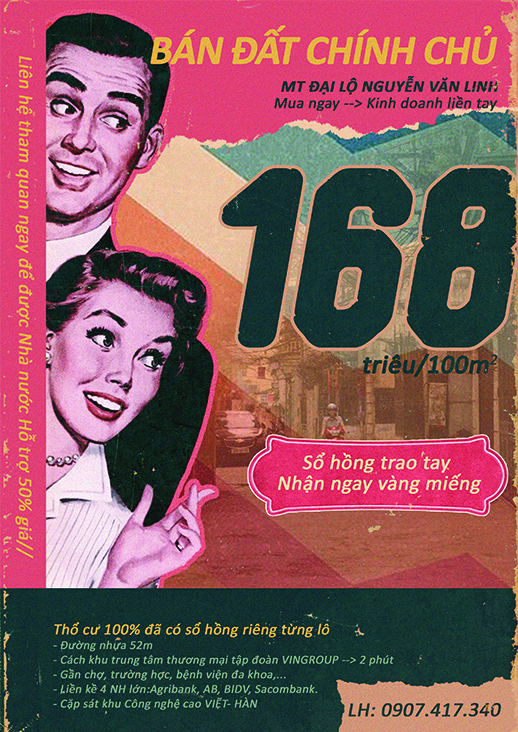 BÁN ĐẤT CHÍNH CHỦ
MT ĐẠI LỘ NGUYỄN VĂN LINH
Mua ngay --> Kinh doanh liền tay
Liên hệ tham quan ngay để được Nhà nước Hỗ trợ 50% giá//
168
triêu/100m²
Sổ hồng trao tay
Nhận ngay vàng miếng
Thổ cư 100% đã có sổ hồng riêng từng lô
- Đường nhựa 52m
- Cách khu trung tâm thương mại tập đoàn VINGROUP --> 2 phút
- Gần chợ, trường học, bệnh viện đa khoa,...
- Liền kề 4 NH lớn:Agribank, AB, BIDV, Sacombank.
- Cặp sát khu Công nghệ cao VIỆT- HÀN
LH: 0907.417.340